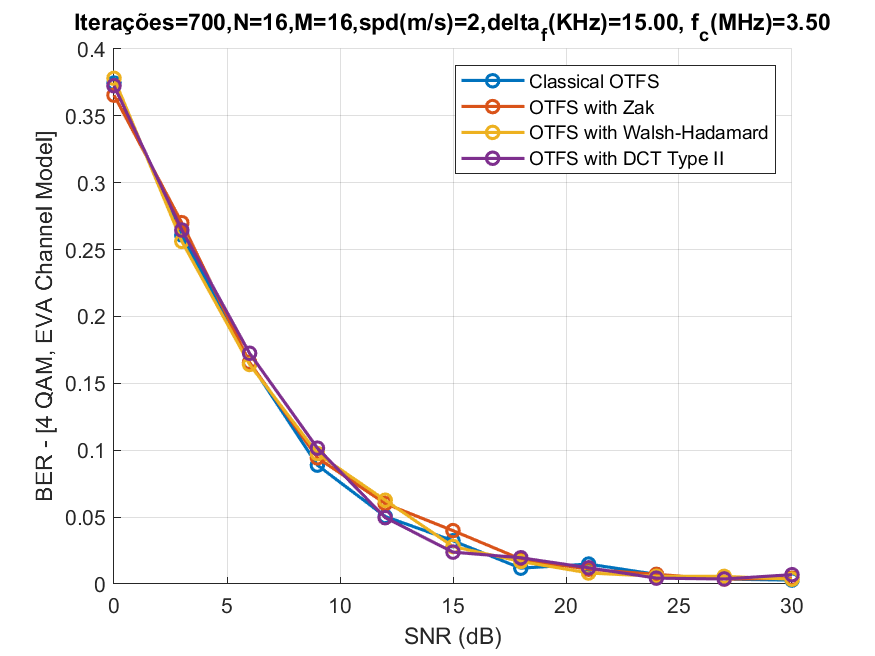 Iterações=700,N=16,M=16,spd(m/s)=2,delta_f(KHz)=15.00, f_c(MHz)=3.50
0.4
0.35
0.3
0.25
0.2
0.15
0.1
0.05
0
BER - [4 QAM, EVA Channel Model]
Classical OTFS
OTFS with Zak
OTFS with Walsh-Hadamard
OTFS with DCT Type II
0 5 10 15 20 25 30
SNR (dB)